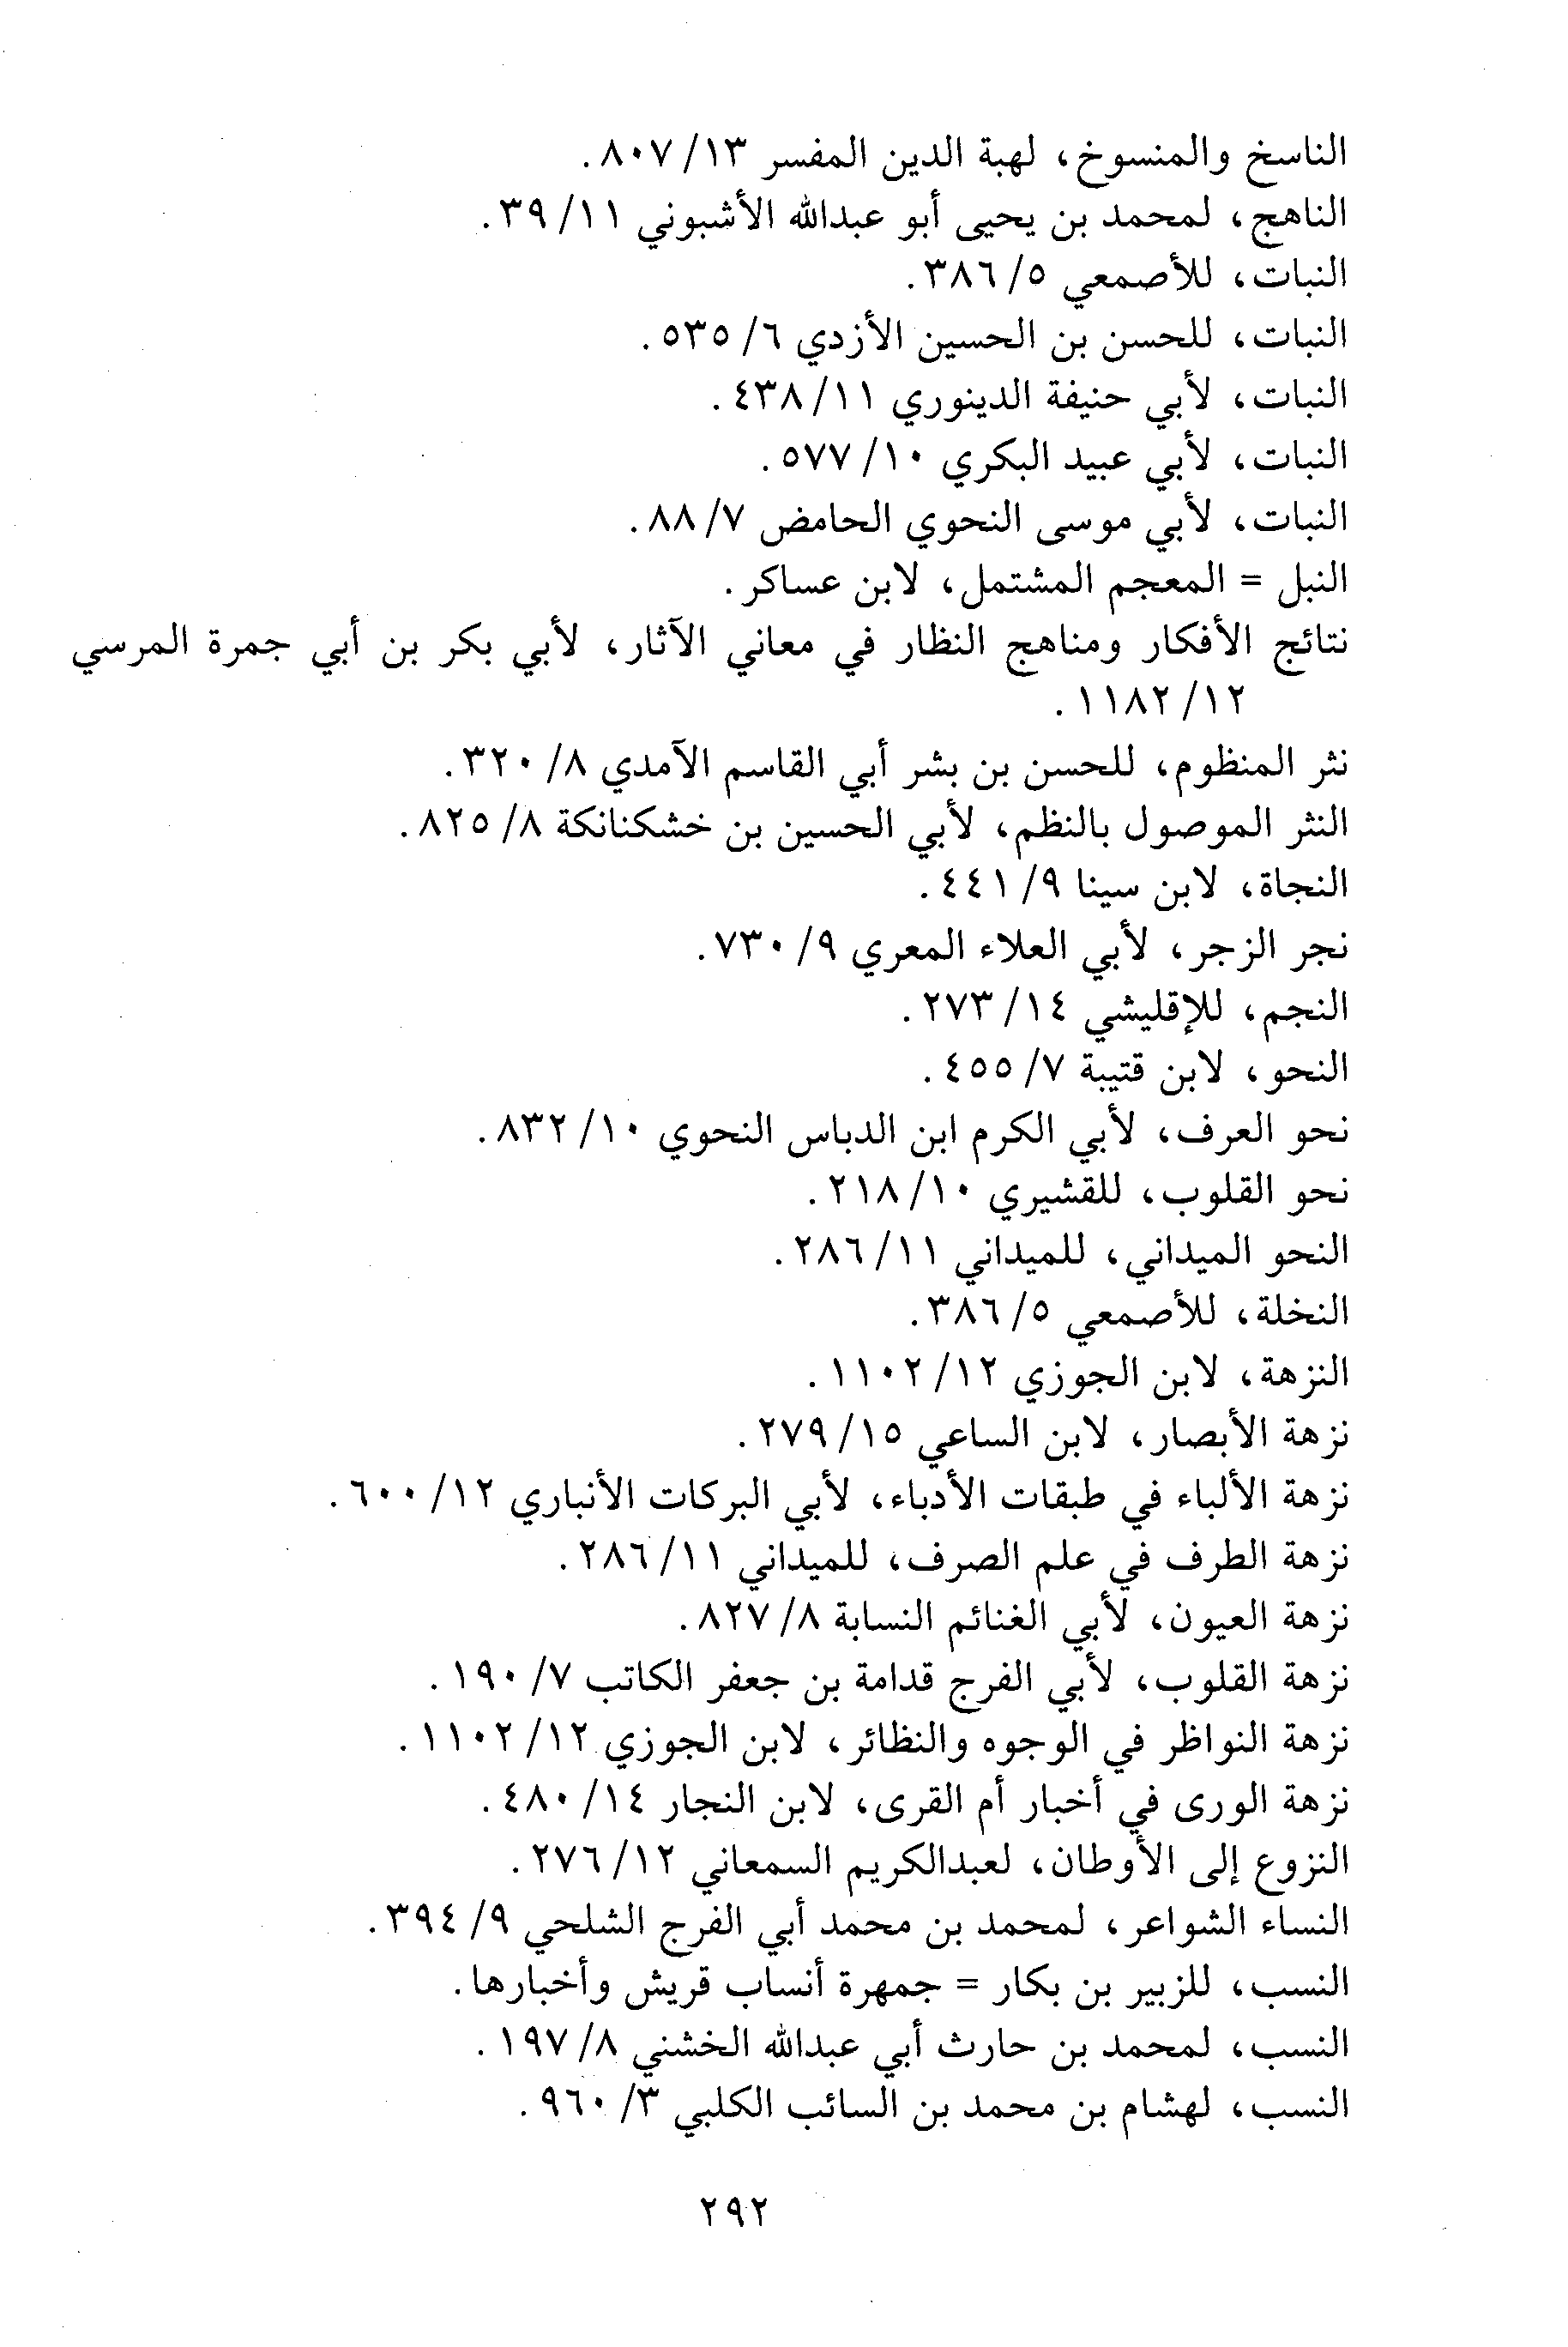 الناسخ والمنسوخ، لهبة الدين المفسر ١٣/ ٨٠٧.
الناهج، لمحمد بن يحيى أبو عبدالله الأشبوني ١١/ ٣٩.
النبات، للأصمعي ٥/ ٣٨٦.
النبات، للحسن بن الحسين الأزدي ٦/ ٥٣٥.
النبات، لأبي حنيفة الدينوري ١١/ ٤٣٨.
النبات، لأبي عبيد البكري ١٠/ ٥٧٧.
النبات، لأبي موسى النحوي الحامض ٧/ ٨٨.
النبل = المعجم المشتمل، لابن عساكر.
نتائج الأفكار ومناهج النظار في معاني الآثار، لأبي بكر بن أبي جمرة المرسي
١٢/ ١١٨٢.
نثر المنظوم، للحسن بن بشر أبي القاسم الآمدي ٨/ ٣٢٠.
النثر الموصول بالنظم، لأبي الحسين بن خشكنانكة ٨/ ٨٢٥.
النجاة، لابن سينا ٩/ ٤٤١.
نجر الزجر، لأبي العلاء المعري ٩/ ٧٣٠.
النجم، للإقليشي ١٤/ ٢٧٣.
النحو، لابن قتيبة ٧/ ٤٥٥.
نحو العرف، لأبي الكرم ابن الدباس النحوي ١٠/ ٨٣٢.
نحو القلوب، للقشيري ١٠/ ٢١٨.
النحو الميداني، للميداني ١١/ ٢٨٦.
النخلة، للأصمعي ٥/ ٣٨٦.
النزهة، لابن الجوزي ١٢/ ١١٠٢.
نزهة الأبصار، لابن الساعي ١٥/ ٢٧٩.
نزهة الألباء في طبقات الأدباء، لأبي البركات الأنباري ١٢/ ٦٠٠.
نزهة الطرف في علم الصرف، للميداني ١١/ ٢٨٦.
نزهة العيون، لأبي الغنائم النسابة ٨/ ٨٢٧.
نزهة القلوب، لأبي الفرج قدامة بن جعفر الكاتب ٧/ ١٩٠.
نزهة النواظر في الوجوه والنظائر، لابن الجوزي ١٢/ ١١٠٢.
نزهة الورى في أخبار أم القرى، لابن النجار ١٤/ ٤٨٠.
النزوع إلى الأوطان، لعبدالكريم السمعاني ١٢/ ٢٧٦.
النساء الشواعر، لمحمد بن محمد أبي الفرج الشلحي ٩/ ٣٩٤.
النسب، للزبير بن بكار = جمهرة أنساب قريش وأخبارها.
النسب، لمحمد بن حارث أبي عبدالله الخشني ٨/ ١٩٧.
النسب، لهشام بن محمد بن السائب الكلبي ٣/ ٩٦٠.
٢٩٢